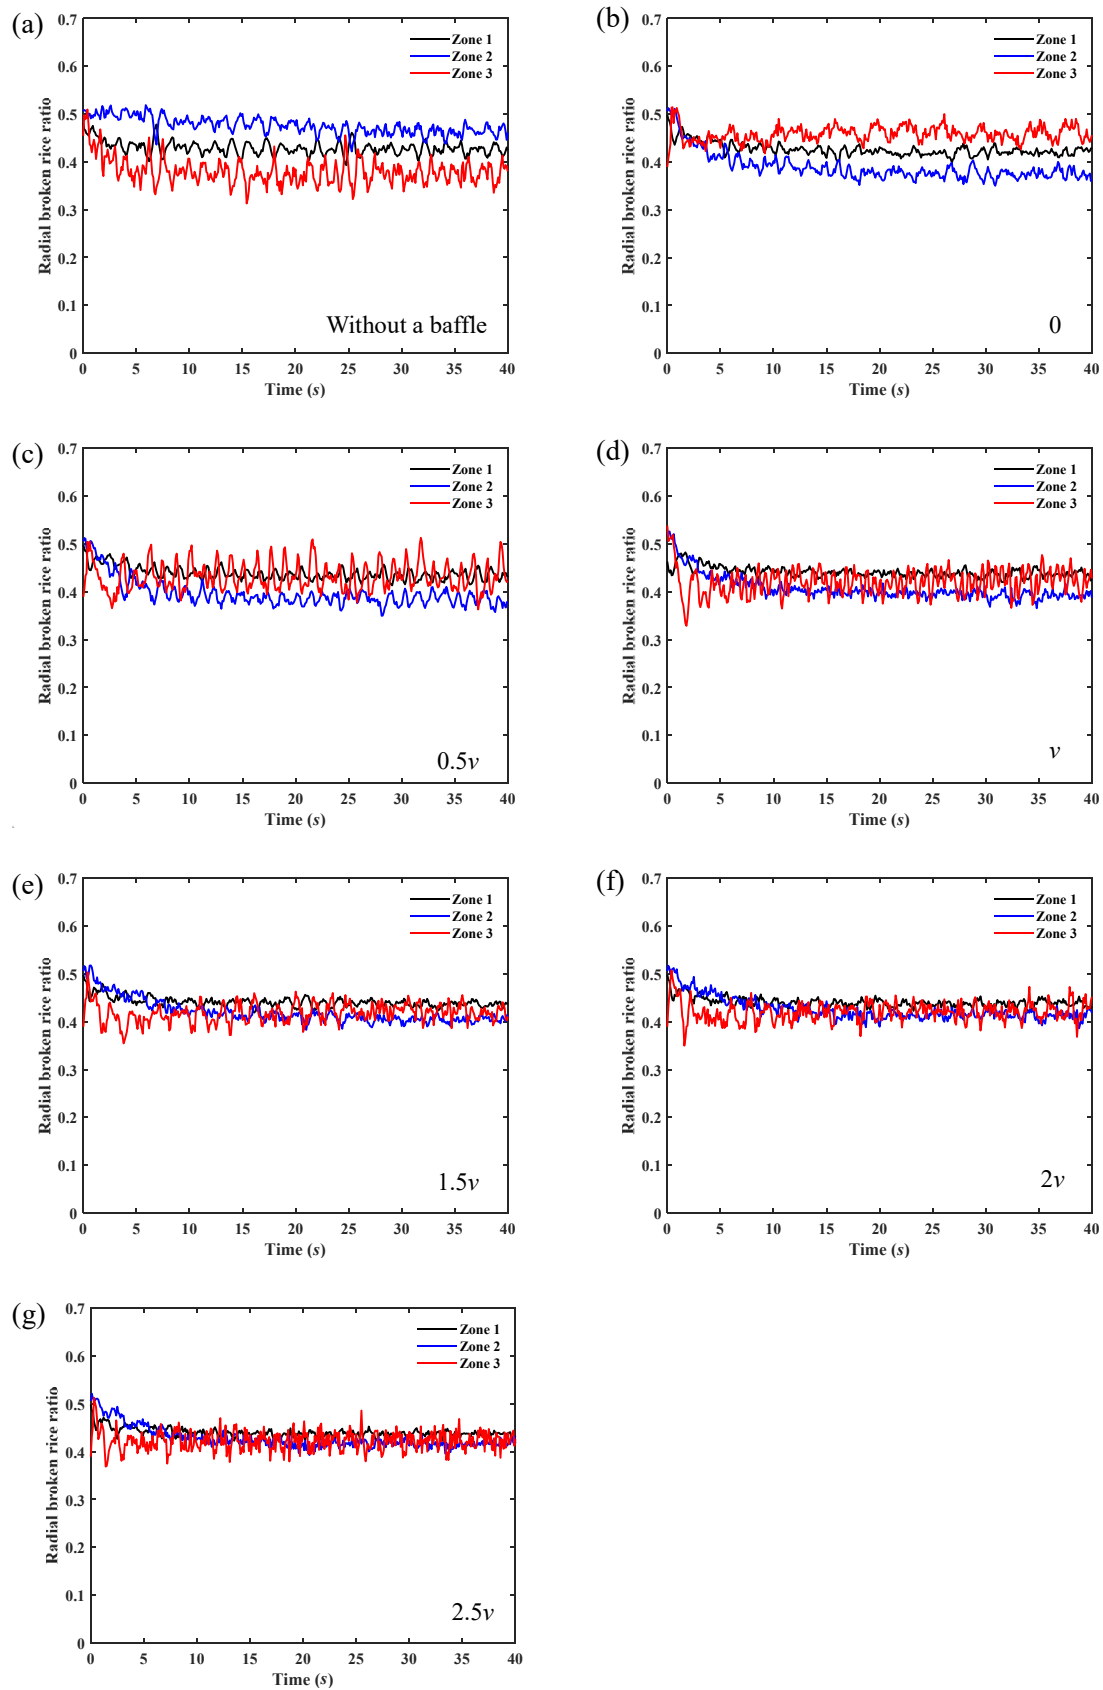 (a)
Radial broken rice ratio
0.7
0.6
0.5
0.4
0.3
0.2
0.1
0
Zone 1
Zone 2
Zone 3
Without a baffle
0 5 10 15 20 25 30 35 40
Time (s)
(b)
Radial broken rice ratio
0.7
0.6
0.5
0.4
0.3
0.2
0.1
0
Zone 1
Zone 2
Zone 3
0
0 5 10 15 20 25 30 35 40
Time (s)
(c)
Radial broken rice ratio
0.7
0.6
0.5
0.4
0.3
0.2
0.1
0
Zone 1
Zone 2
Zone 3
0.5v
0 5 10 15 20 25 30 35 40
Time (s)
(d)
Radial broken rice ratio
0.7
0.6
0.5
0.4
0.3
0.2
0.1
0
Zone 1
Zone 2
Zone 3
v
0 5 10 15 20 25 30 35 40
Time (s)
(e)
Radial broken rice ratio
0.7
0.6
0.5
0.4
0.3
0.2
0.1
0
Zone 1
Zone 2
Zone 3
1.5v
0 5 10 15 20 25 30 35 40
Time (s)
(f)
Radial broken rice ratio
0.7
0.6
0.5
0.4
0.3
0.2
0.1
0
Zone 1
Zone 2
Zone 3
2v
0 5 10 15 20 25 30 35 40
Time (s)
(g)
Radial broken rice ratio
0.7
0.6
0.5
0.4
0.3
0.2
0.1
0
Zone 1
Zone 2
Zone 3
2.5v
0 5 10 15 20 25 30 35 40
Time (s)